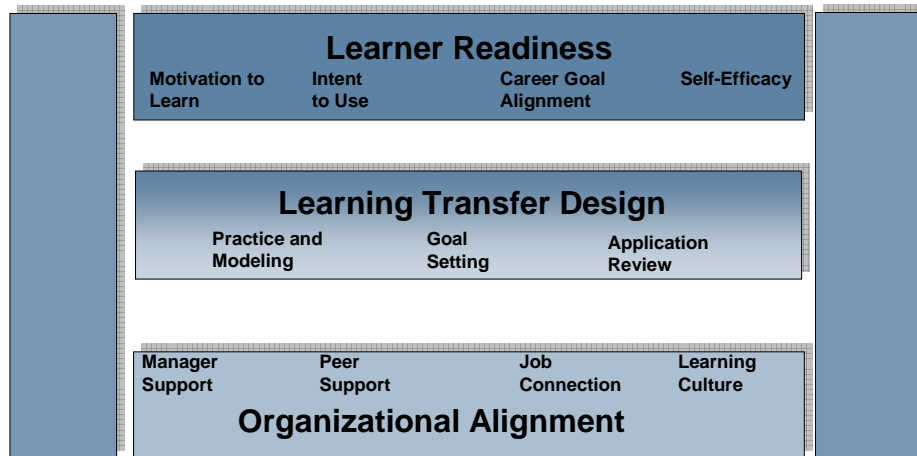 Learner Readiness
Motivation to Intent Career Goal Self-Efficacy
Learn to Use Alignment
Learning Transfer Design
Practice and Goal Application
Modeling Setting Review
Manager Peer Job Learning
Support Support Connection Culture
Organizational Alignment